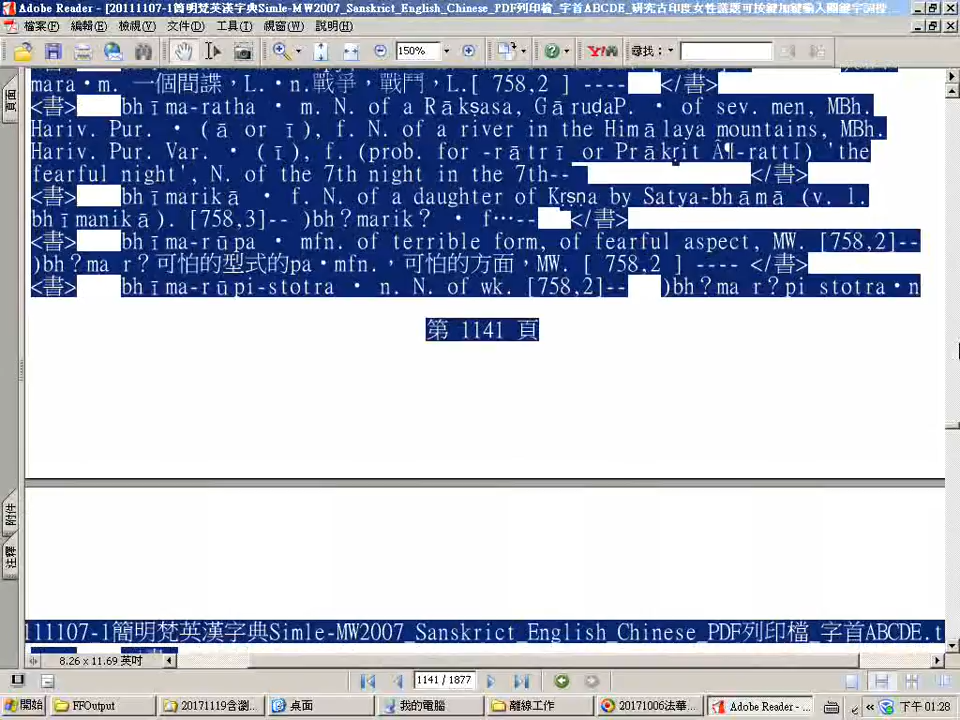 Adobe Reader - [20111107-1簡明梵英漢字典Simle-MW2007_Sanskrict_English_Chinese_PDF列印檔_字首ABCDE_研究古印度女性議題可按
檔案(F) 編輯(E) 檢視(V) 文件(D) 工具(T) 視窗(W) 說明(H)
150% Y! 尋找:
頁面
mara・m. 一個間諜,L.・n.戰爭,戰鬥,L.[ 758,2 ] ---- </書>
<書> bhīma-ratha ・ m. N. of a Rākṣasa, GāruḍaP. ・ of sev. men, MBh.
Hariv. Pur. ・ (ā or ī), f. N. of a river in the Himālaya mountains, MBh.
Hariv. Pur. Var. ・ (ī), f. (prob. for -rātrī or Prākṛit Â¶-rattI) 'the
fearful night', N. of the 7th night in the 7th-- </書>
<書> bhīmarikā ・ f. N. of a daughter of Kṛṣṇa by Satya-bhāmā (v. l.
bhīmanikā). [758,3]-- )bh?marik? ・ f…-- </書>
<書> bhīma-rūpa ・ mfn. of terrible form, of fearful aspect, MW. [758,2]--
)bh?ma r?可怕的型式的pa・mfn.,可怕的方面,MW. [ 758,2 ] ---- </書>
<書> bhīma-rūpi-stotra ・ n. N. of wk. [758,2]-- )bh?ma r?pi stotra・n
第 1141 頁
附件
注釋
111107-1簡明梵英漢字典Simle-MW2007_Sanskrict_English_Chinese_PDF列印檔_字首ABCDE.t
8.26 x 11.69 英吋
1141 / 1877
開始 FFOutput 20171119含瀏... 桌面 我的電腦 離線工作 20171006法華... Adobe Reader - ... 下午 01:28